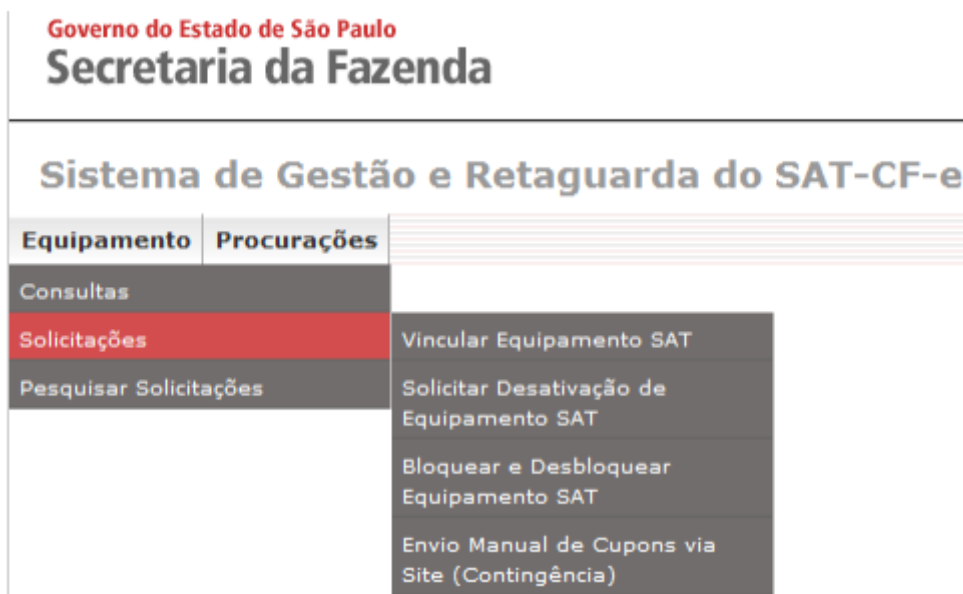 Governo do Estado de São Paulo
Secretaria da Fazenda
Sistema de Gestão e Retaguarda do SAT-CF-e
Equipamento Procurações
Consultas
Solicitações
Pesquisar Solicitações
Vincular Equipamento SAT
Solicitar Desativação de
Equipamento SAT
Bloquear e Desbloquear
Equipamento SAT
Envio Manual de Cupons via
Site (Contingência)